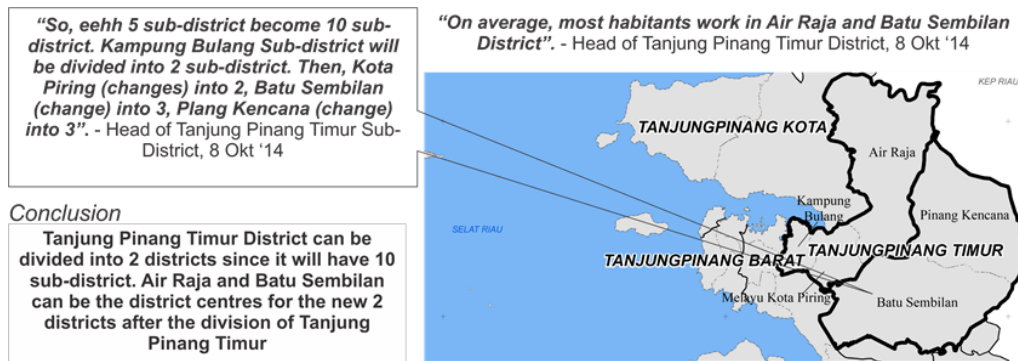 “So, eehh 5 sub-district become 10 sub-
district. Kampung Bulang Sub-district will
be divided into 2 sub-district. Then, Kota
Piring (changes) into 2, Batu Sembilan
(change) into 3, Plang Kencana (change)
into 3”. - Head of Tanjung Pinang Timur Sub-
District, 8 Okt ‘14
“On average, most habitants work in Air Raja and Batu Sembilan
District”. - Head of Tanjung Pinang Timur District, 8 Okt ‘14
Conclusion
Tanjung Pinang Timur District can be
divided into 2 districts since it will have 10
sub-district. Air Raja and Batu Sembilan
can be the district centres for the new 2
districts after the division of Tanjung
Pinang Timur
KEP RIAU
TANJUNGPINANG KOTA
Air Raja
Kampung
Bulang
Pinang Kencana
SELAT RIAU
TANJUNGPINANG TIMUR
TANJUNGPINANG BARAT
Melayu Kota Piring
Batu Sembilan